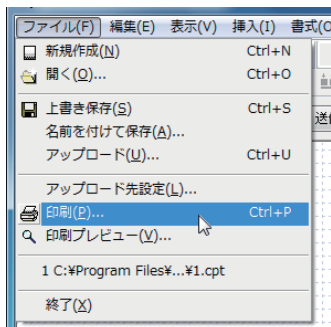 ファイル(F) 編集(E) 表示(V) 挿入(I) 書式(O
新規作成(N) Ctrl+N
開く(O)... Ctrl+O
上書き保存(S) Ctrl+S
名前を付けて保存(A)...
アップロード(U)... Ctrl+U
アップロード先設定(L)...
印刷(P)... Ctrl+P
印刷プレビュー(V)...
1 C:¥Program Files¥...¥1.cpt
終了(X)
送